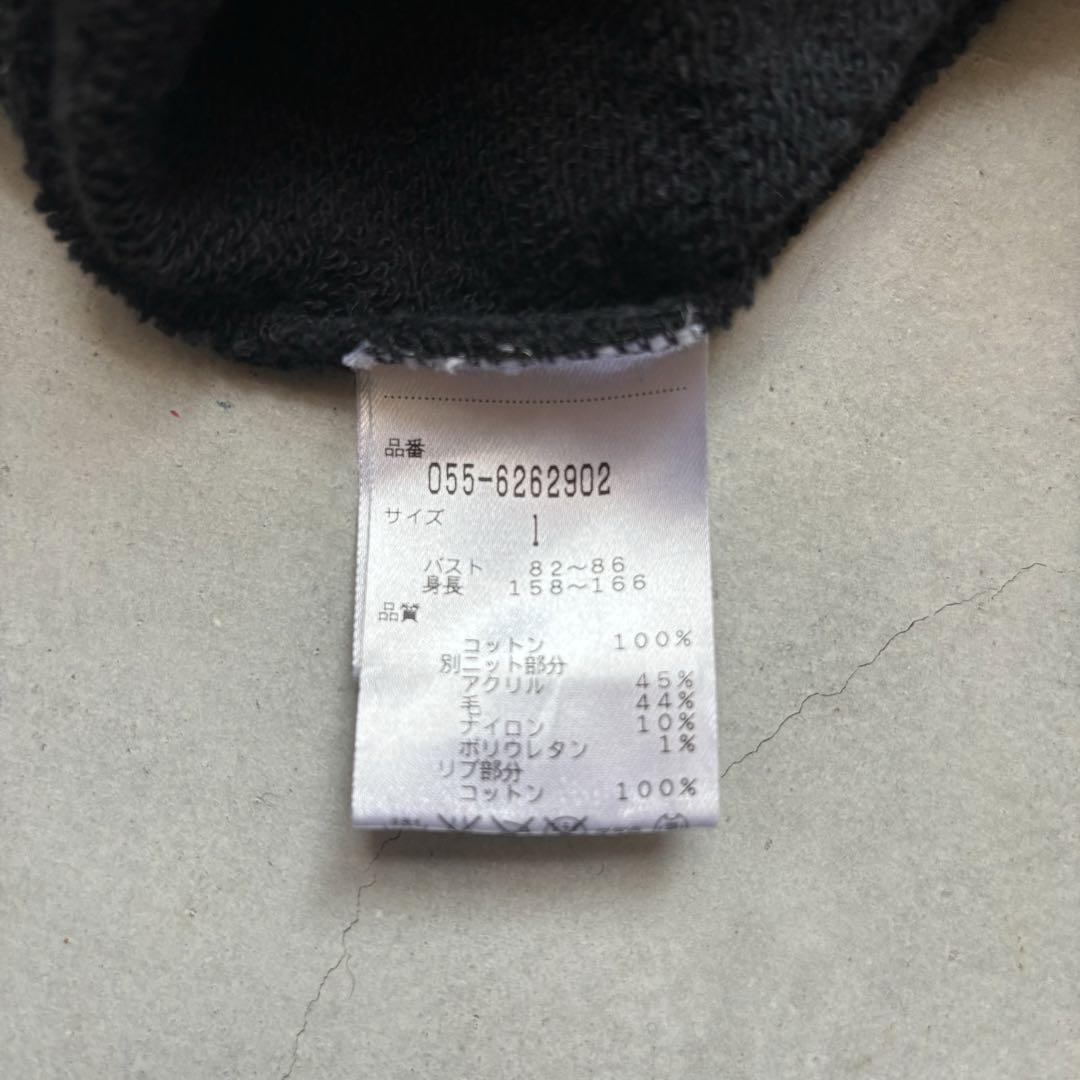 品番
055-6262902
サイズ
1
バスト 82〜86
身長 158〜166
品質
コットン 100%
別ニット部分
アクリル 45%
毛 44%
ナイロン 10%
ポリウレタン 1%
リブ部分
コットン 100%